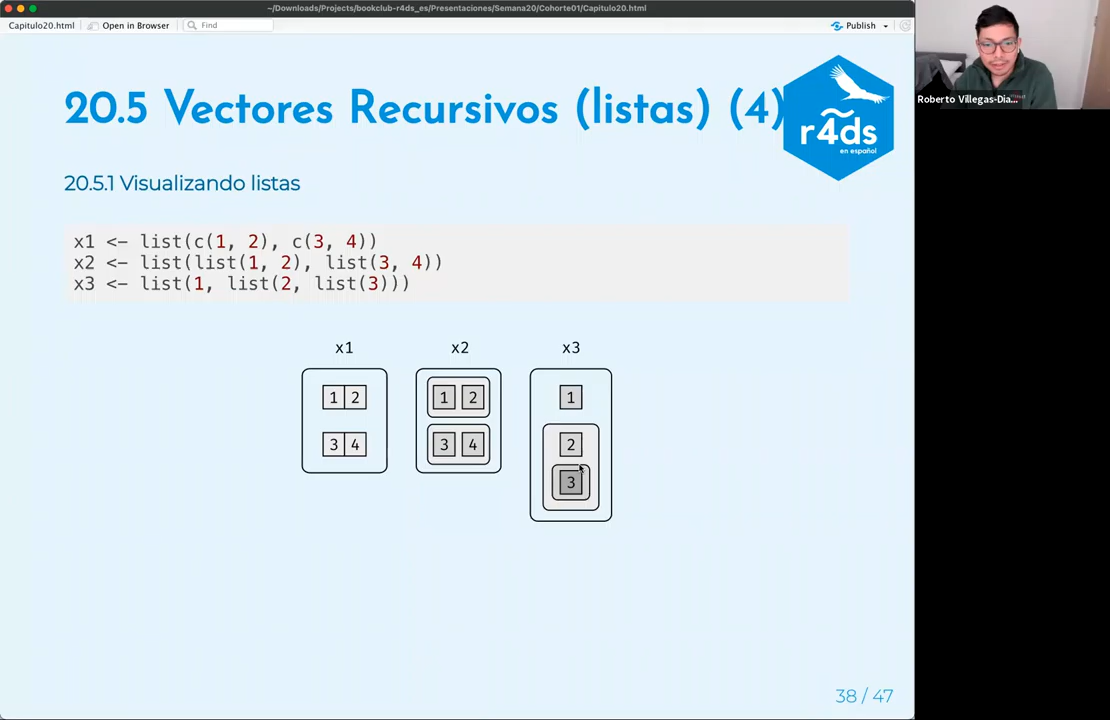 ~/Downloads/Projects/bookclub-r4ds_es/Presentaciones/Semana20/Cohorte01/Capitulo20.html
Capitulo20.html Open in Browser Find Publish
20.5 Vectores Recursivos (listas) (4)
r4ds
en español
20.5.1 Visualizando listas
x1 <- list(c(1, 2), c(3, 4))
x2 <- list(list(1, 2), list(3, 4))
x3 <- list(1, list(2, list(3)))
x1 x2 x3
1 2 1 2 1
3 4 3 4 2
3
38 / 47
Roberto Villegas-Dia...